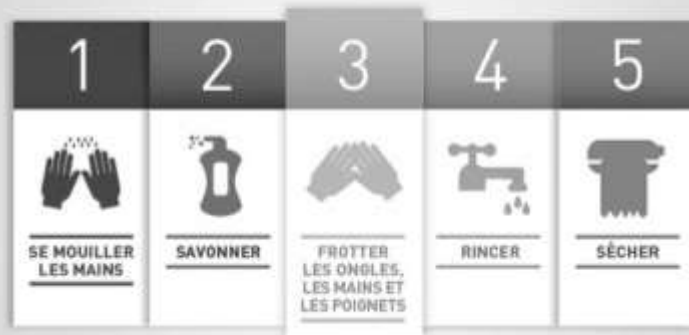 1
SE MOUILLER
LES MAINS
2
SAVONNER
3
FROTTER
LES ONGLES,
LES MAINS ET
LES POIGNETS
4
RINCER
5
SÉCHER